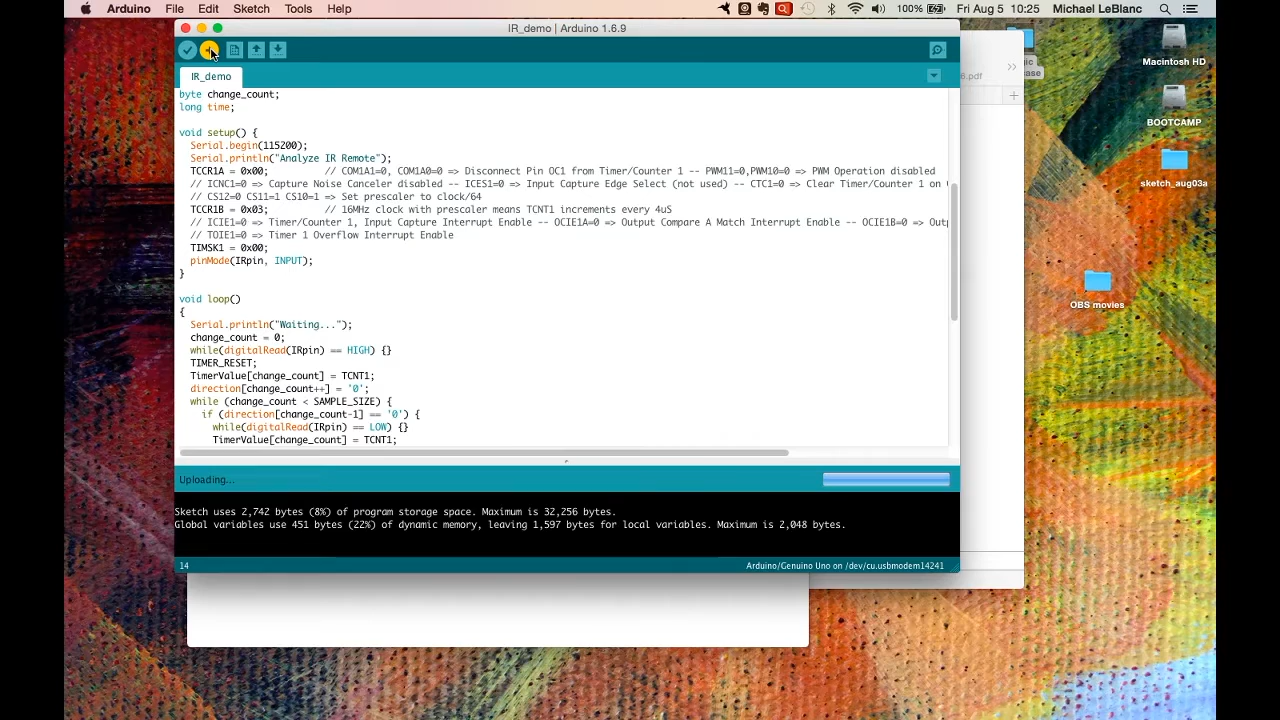 Arduino File Edit Sketch Tools Help 100% Fri Aug 5 10:25 Michael LeBlanc
IR_demo | Arduino 1.6.9
IR_demo
byte change_count;
long time;
void setup() {
Serial.begin(115200);
Serial.println("Analyze IR Remote");
TCCR1A = 0x00; // COM1A1=0, COM1A0=0 => Disconnect Pin OC1 from Timer/Counter 1 -- PWM11=0,PWM10=0 => PWM Operation disabled
// ICNC1=0 => Capture Noise Canceler disabled -- ICES1=0 => Input Capture Edge Select (not used) -- CTC1=0 => Clear Timer/Counter 1 on
// CS12=0 CS11=1 CS10=1 => Set prescaler to clock/64
TCCR1B = 0x03; // 16MHz clock with prescaler means TCNT1 increments every 4uS
// ICIE1=0 => Timer/Counter 1, Input Capture Interrupt Enable -- OCIE1A=0 => Output Compare A Match Interrupt Enable -- OCIE1B=0 => Outp
// TOIE1=0 => Timer 1 Overflow Interrupt Enable
TIMSK1 = 0x00;
pinMode(IRpin, INPUT);
}
void loop()
{
Serial.println("Waiting...");
change_count = 0;
while(digitalRead(IRpin) == HIGH) {}
TIMER_RESET;
TimerValue[change_count] = TCNT1;
direction[change_count++] = '0';
while (change_count < SAMPLE_SIZE) {
if (direction[change_count-1] == '0') {
while(digitalRead(IRpin) == LOW) {}
TimerValue[change_count] = TCNT1;
Uploading...
Sketch uses 2,742 bytes (8%) of program storage space. Maximum is 32,256 bytes.
Global variables use 451 bytes (22%) of dynamic memory, leaving 1,597 bytes for local variables. Maximum is 2,048 bytes.
14 Arduino/Genuino Uno on /dev/cu.usbmodem14241
.pdf
Macintosh HD
BOOTCAMP
sketch_aug03a
OBS movies